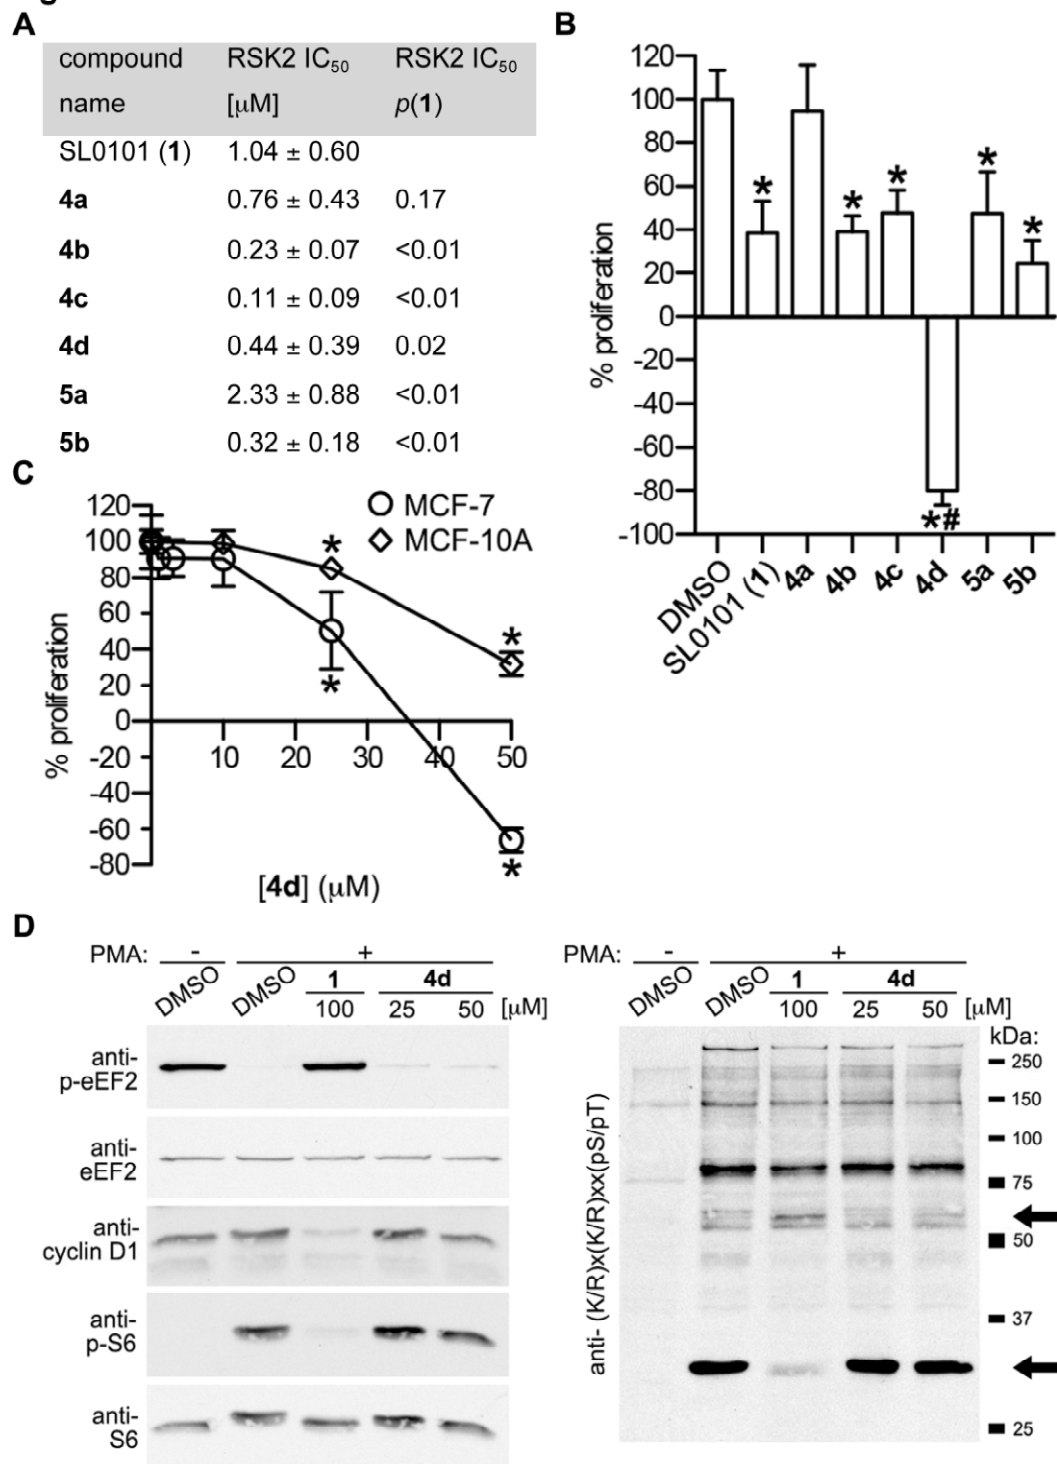 A
compound RSK2 IC50 RSK2 IC50
name [µM] p(1)
SL0101 (1) 1.04 ± 0.60
4a 0.76 ± 0.43 0.17
4b 0.23 ± 0.07 <0.01
4c 0.11 ± 0.09 <0.01
4d 0.44 ± 0.39 0.02
5a 2.33 ± 0.88 <0.01
5b 0.32 ± 0.18 <0.01
B
% proliferation
120
100
80
60
40
20
0
-20
-40
-60
-80
-100
* * * * *
*#
DMSO
SL0101 (1)
4a
4b
4c
4d
5a
5b
C
% proliferation
120
100
80
60
40
20
0
-20
-40
-60
-80
MCF-7
MCF-10A
* *
* *
10 20 30 40 50
[4d] (µM)
D
PMA: - +
DMSO DMSO 1 4d
100 25 50 [µM]
anti-
p-eEF2
anti-
eEF2
anti-
cyclin D1
anti-
p-S6
anti-
S6
PMA: - +
DMSO DMSO 1 4d
100 25 50 [µM]
anti- (K/R)x(K/R)xx(pS/pT)
kDa:
250
150
100
75
50
37
25